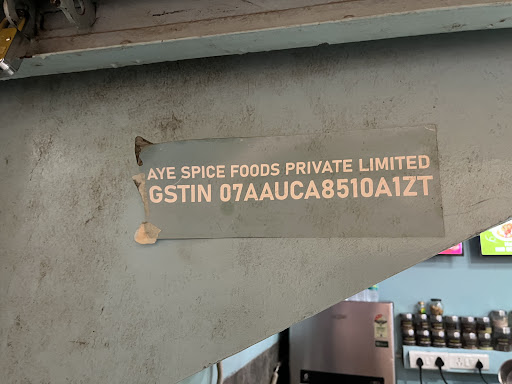 AYE SPICE FOODS PRIVATE LIMITED
GSTIN 07AAUCA8510A1ZT